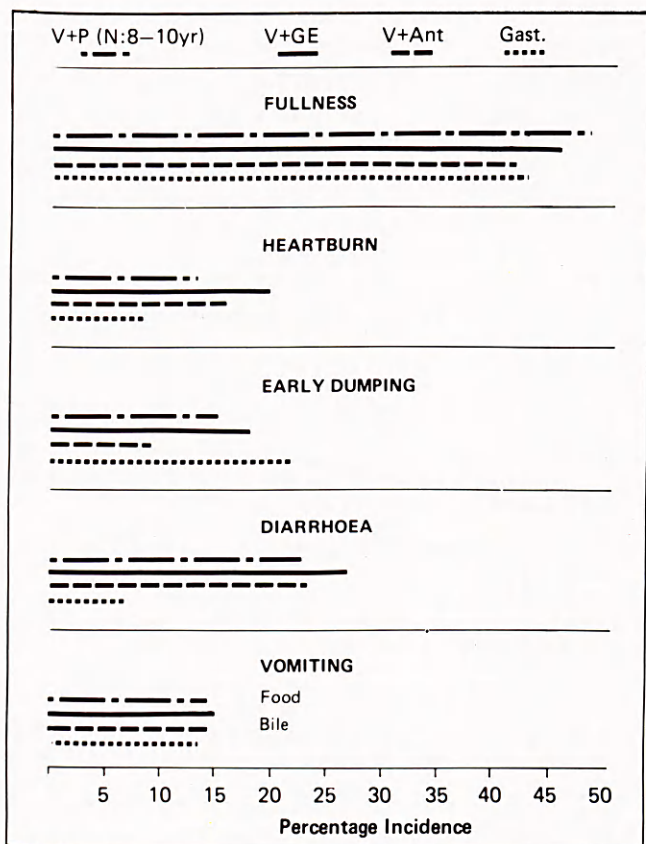 V+P (N:8–10yr) V+GE V+Ant Gast.
FULLNESS
HEARTBURN
EARLY DUMPING
DIARRHOEA
VOMITING
Food
Bile
5 10 15 20 25 30 35 40 45 50
Percentage Incidence